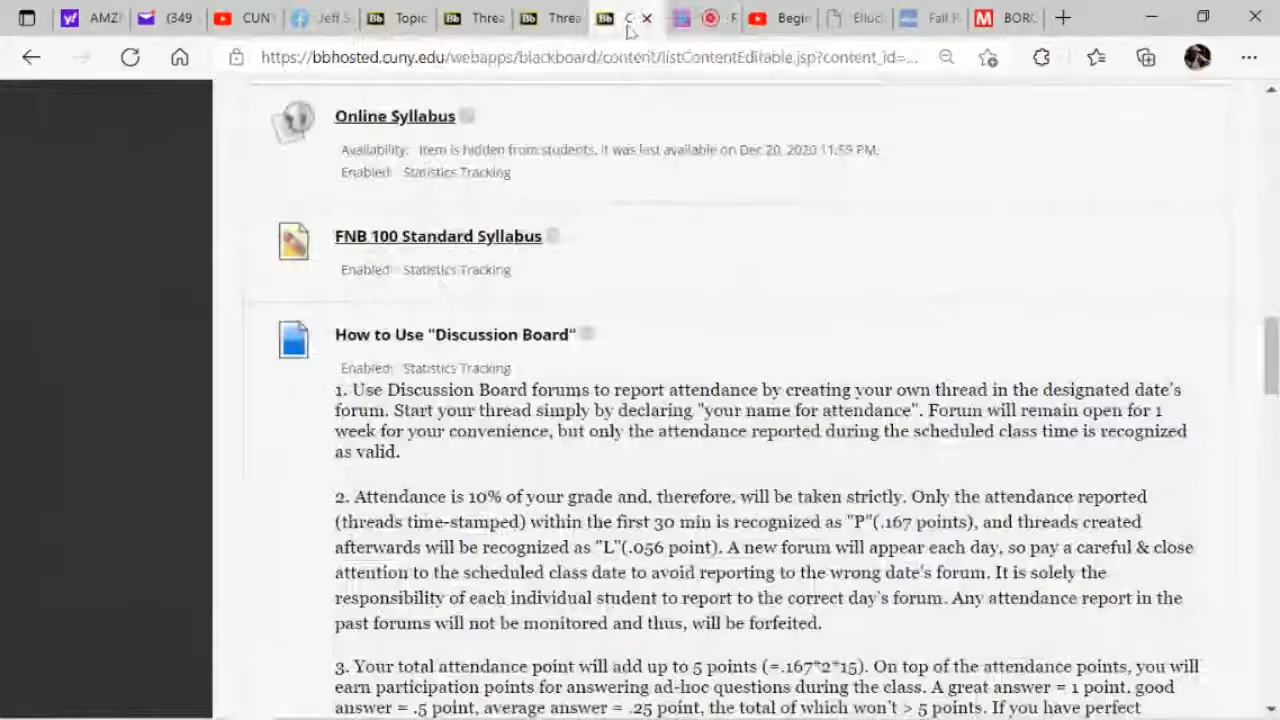 AMZ
(349
CUN
Jeff S
Topic
Threa
Threa
C
F
Begin
Elluci
Fall F
BOR
https://bbhosted.cuny.edu/webapps/blackboard/content/listContentEditable.jsp?content_id=...
Online Syllabus
Availability: Item is hidden from students. It was last available on Dec 20, 2020 11:59 PM.
Enabled: Statistics Tracking
FNB 100 Standard Syllabus
Enabled: Statistics Tracking
How to Use "Discussion Board"
Enabled: Statistics Tracking
1. Use Discussion Board forums to report attendance by creating your own thread in the designated date's
forum. Start your thread simply by declaring "your name for attendance". Forum will remain open for 1
week for your convenience, but only the attendance reported during the scheduled class time is recognized
as valid.
2. Attendance is 10% of your grade and, therefore, will be taken strictly. Only the attendance reported
(threads time-stamped) within the first 30 min is recognized as "P"(.167 points), and threads created
afterwards will be recognized as "L"(.056 point). A new forum will appear each day, so pay a careful & close
attention to the scheduled class date to avoid reporting to the wrong date's forum. It is solely the
responsibility of each individual student to report to the correct day's forum. Any attendance report in the
past forums will not be monitored and thus, will be forfeited.
3. Your total attendance point will add up to 5 points (=.167*2*15). On top of the attendance points, you will
earn participation points for answering ad-hoc questions during the class. A great answer = 1 point, good
answer = .5 point, average answer = .25 point, the total of which won't > 5 points. If you have perfect